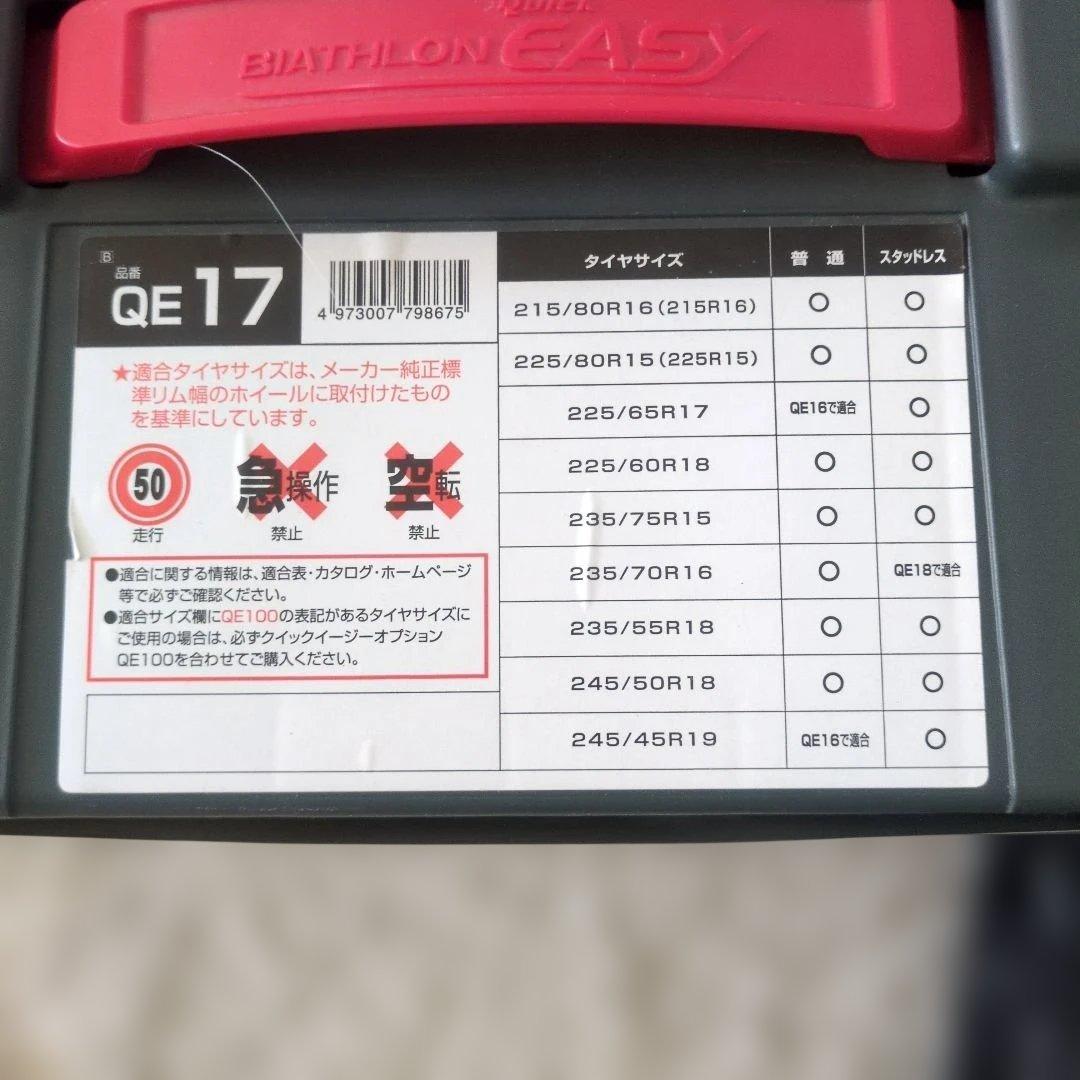 QUICK
BIATHLON EASY
B
品番
QE 17
4 973007 798675
★適合タイヤサイズは、メーカー純正標
準リム幅のホイールに取付けたもの
を基準にしています。
50
走行
急操作
禁止
空転
禁止
●適合に関する情報は、適合表・カタログ・ホームページ
等で必ずご確認ください。
●適合サイズ欄にQE100の表記があるタイヤサイズに
ご使用の場合は、必ずクイックイージーオプション
QE100を合わせてご購入ください。
タイヤサイズ 普通 スタッドレス
215/80R16(215R16) ○ ○
225/80R15(225R15) ○ ○
225/65R17 QE16で適合 ○
225/60R18 ○ ○
235/75R15 ○ ○
235/70R16 ○ QE18で適合
235/55R18 ○ ○
245/50R18 ○ ○
245/45R19 QE16で適合 ○